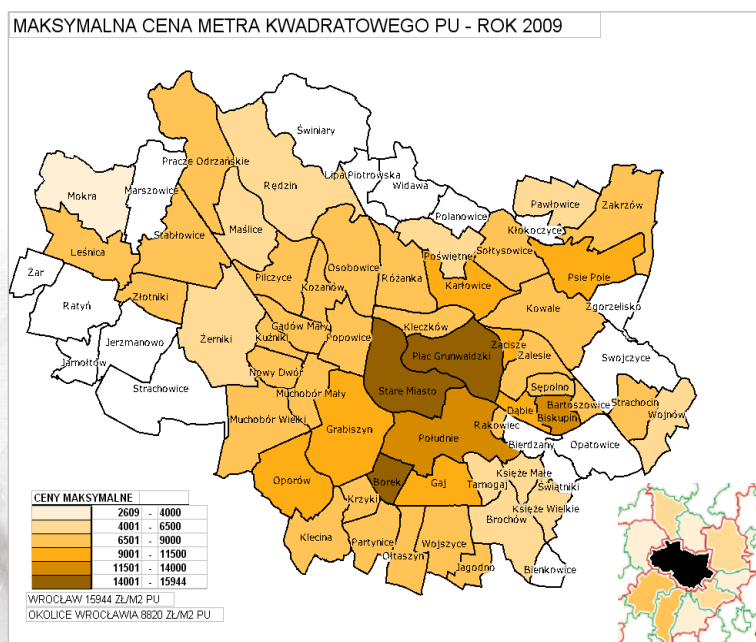 MAKSYMALNA CENA METRA KWADRATOWEGO PU - ROK 2009
Świniary
Pracze Odrzańskie
Lipa Piotrowska
Mokra
Marszowice
Rędzin
Widawa
Polanowice
Pawłowice
Zakrzów
Kłokoczyce
Maślice
Stabłowice
Leśnica
Poświętne
Sołtysowice
Osobowice
Żar
Pilczyce
Kozanów
Różanka
Karłowice
Psie Pole
Złotniki
Ratyń
Kowale
Zgorzelisko
Żerniki
Gądów Mały
Kuźniki
Popowice
Kleczków
Jerzmanowo
Jarnołtów
Plac Grunwaldzki
Zacisze
Zalesie
Swojczyce
Nowy Dwór
Strachowice
Stare Miasto
Sępolno
Muchobór Mały
Dąbie
Bartoszowice
Biskupin
Strachocin
Wojnów
Muchobór Wielki
Rakowiec
Grabiszyn
Południe
Bierdzany
Opatowice
Księże Małe
Oporów
Borek
Gaj
Tarnogaj
Świątniki
Krzyki
Księże Wielkie
Brochów
Klecina
Partynice
Wojszyce
Ołtaszyn
Jagodno
Bieńkowice
CENY MAKSYMALNE
2609 - 4000
4001 - 6500
6501 - 9000
9001 - 11500
11501 - 14000
14001 - 15944
WROCŁAW 15944 ZŁ/M2 PU
OKOLICE WROCŁAWIA 8820 ZŁ/M2 PU